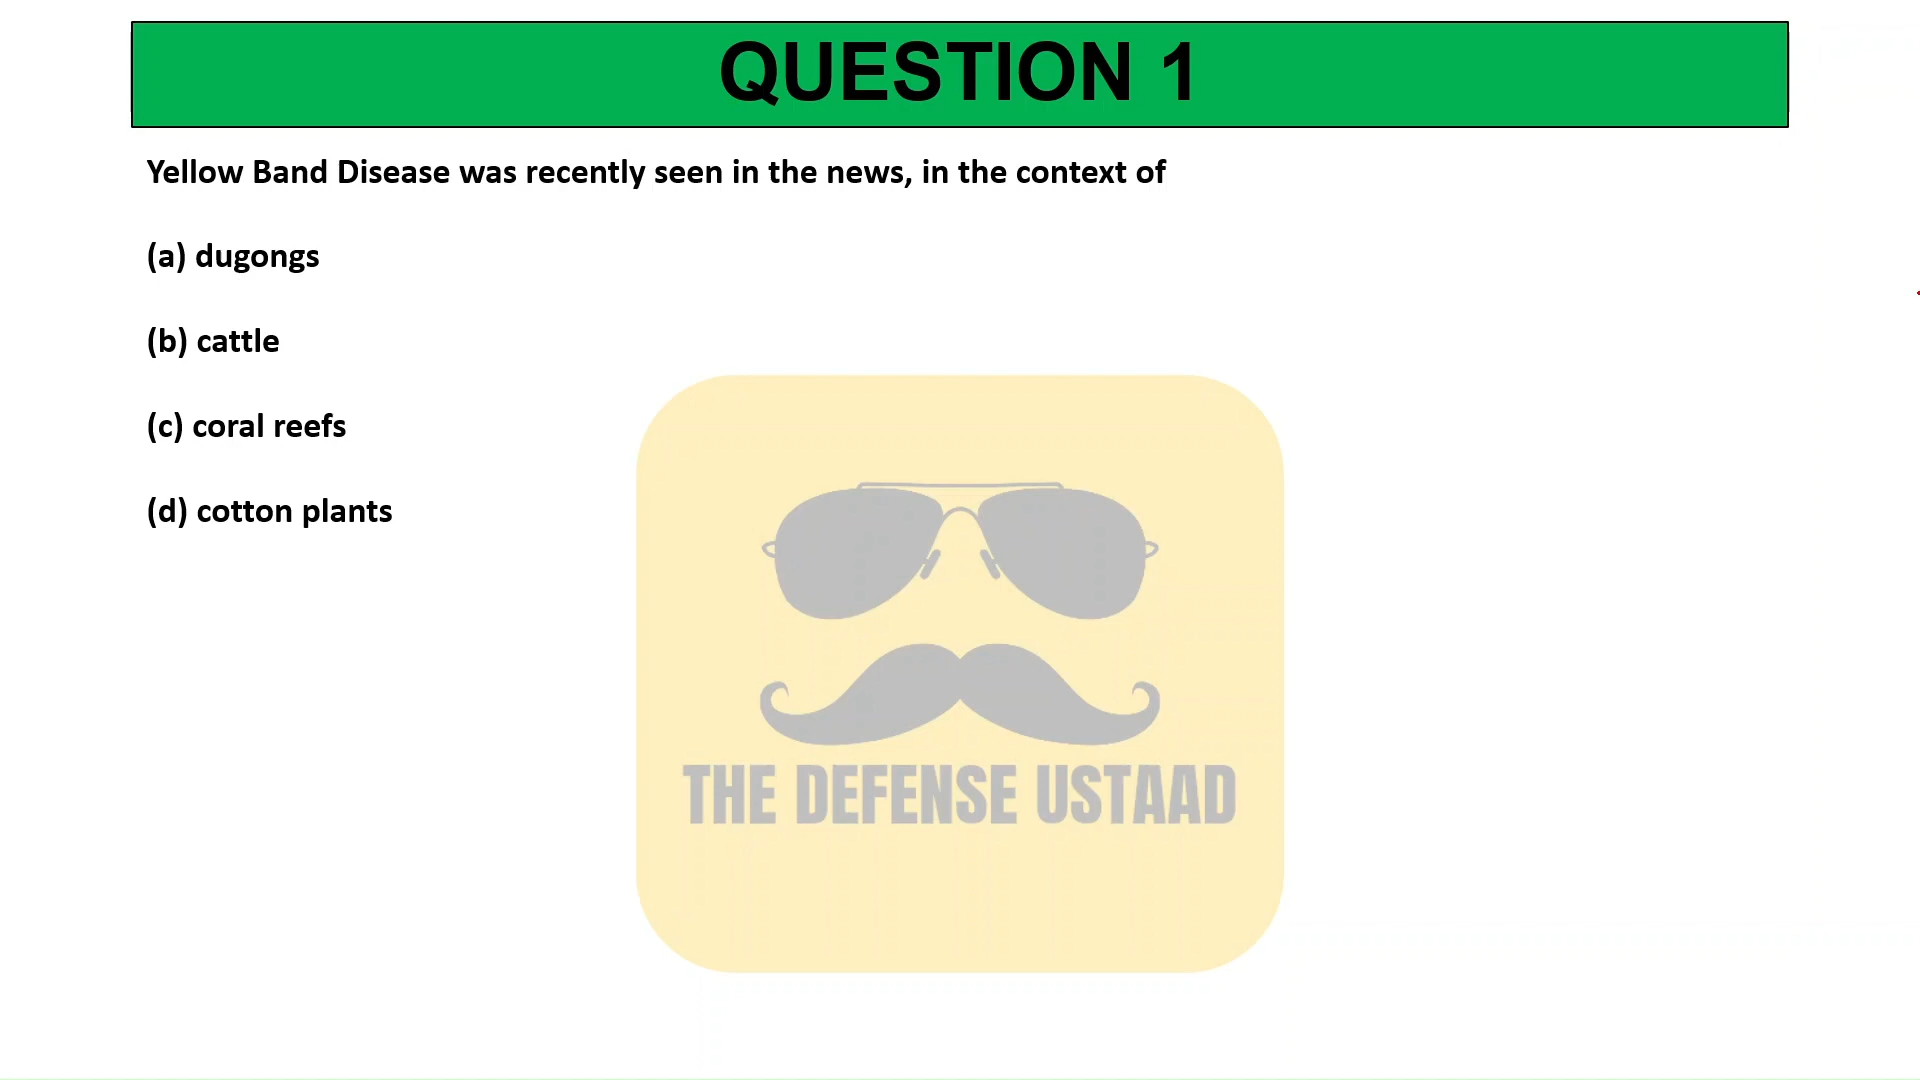 QUESTION 1
Yellow Band Disease was recently seen in the news, in the context of
(a) dugongs
(b) cattle
(c) coral reefs
(d) cotton plants
THE DEFENSE USTAAD